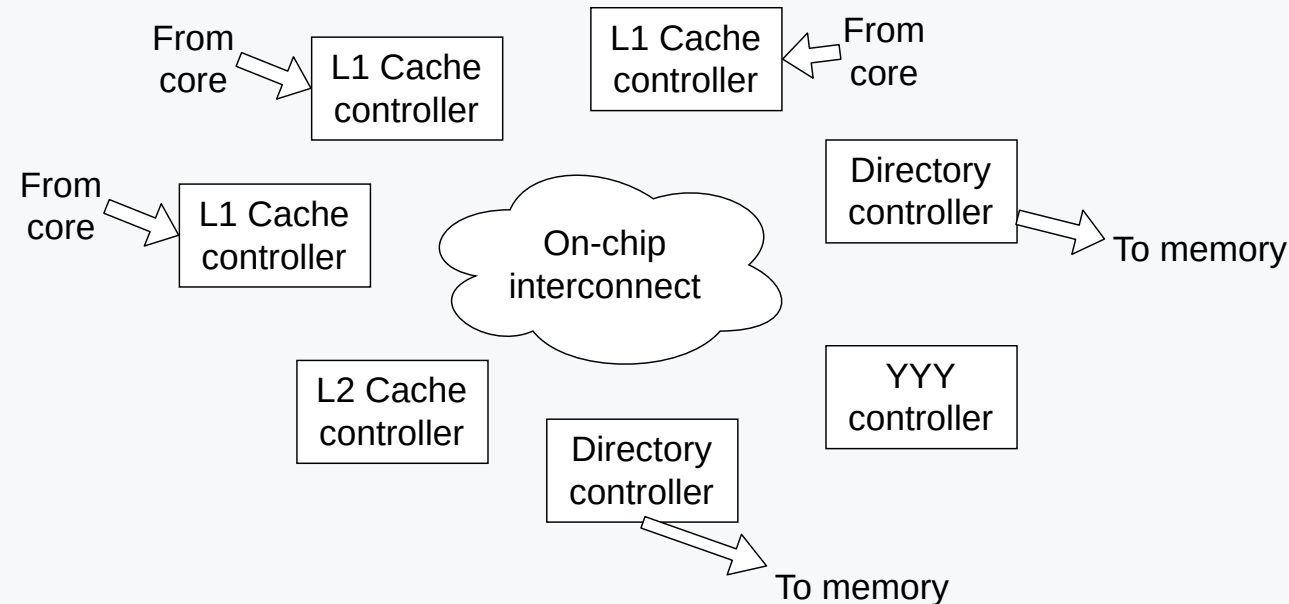 From
core
L1 Cache
controller
L1 Cache
controller
From
core
From
core
L1 Cache
controller
On-chip
interconnect
Directory
controller
To memory
L2 Cache
controller
Directory
controller
To memory
YYY
controller